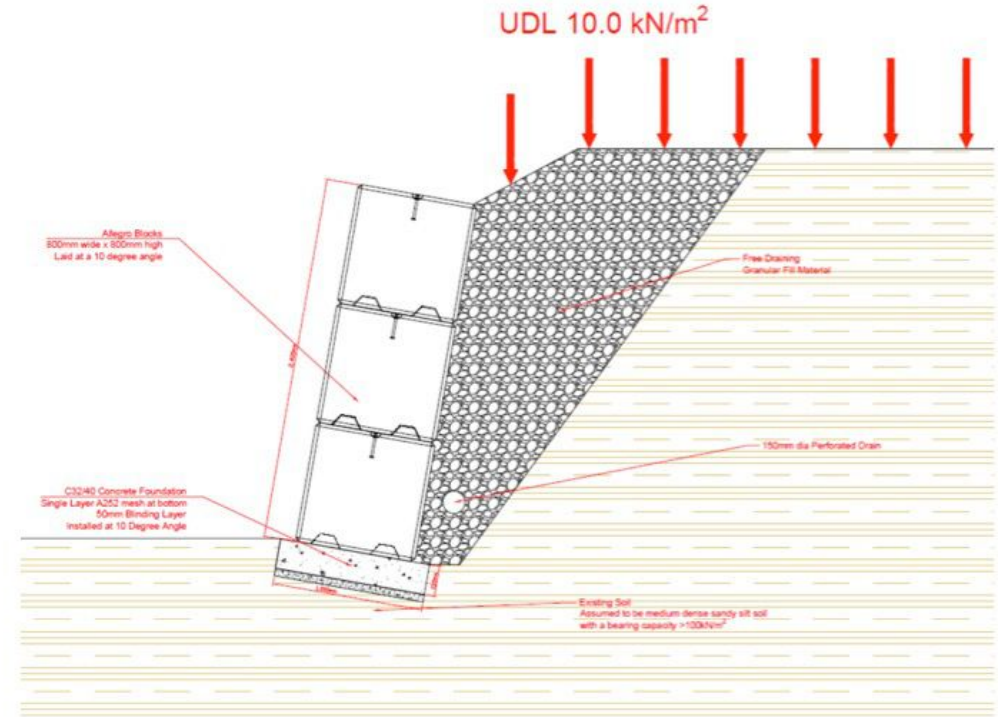 UDL 10.0 kN/m²
Allegro Blocks
800mm wide x 800mm high
Laid at a 10 degree angle
Free Draining
Granular Fill Material
150mm dia Perforated Drain
C32/40 Concrete Foundation
Single Layer A252 mesh at bottom
50mm Blinding Layer
Installed at 10 Degree Angle
Existing Soil
Assumed to be medium dense sandy silt soil
with a bearing capacity >100kN/m²